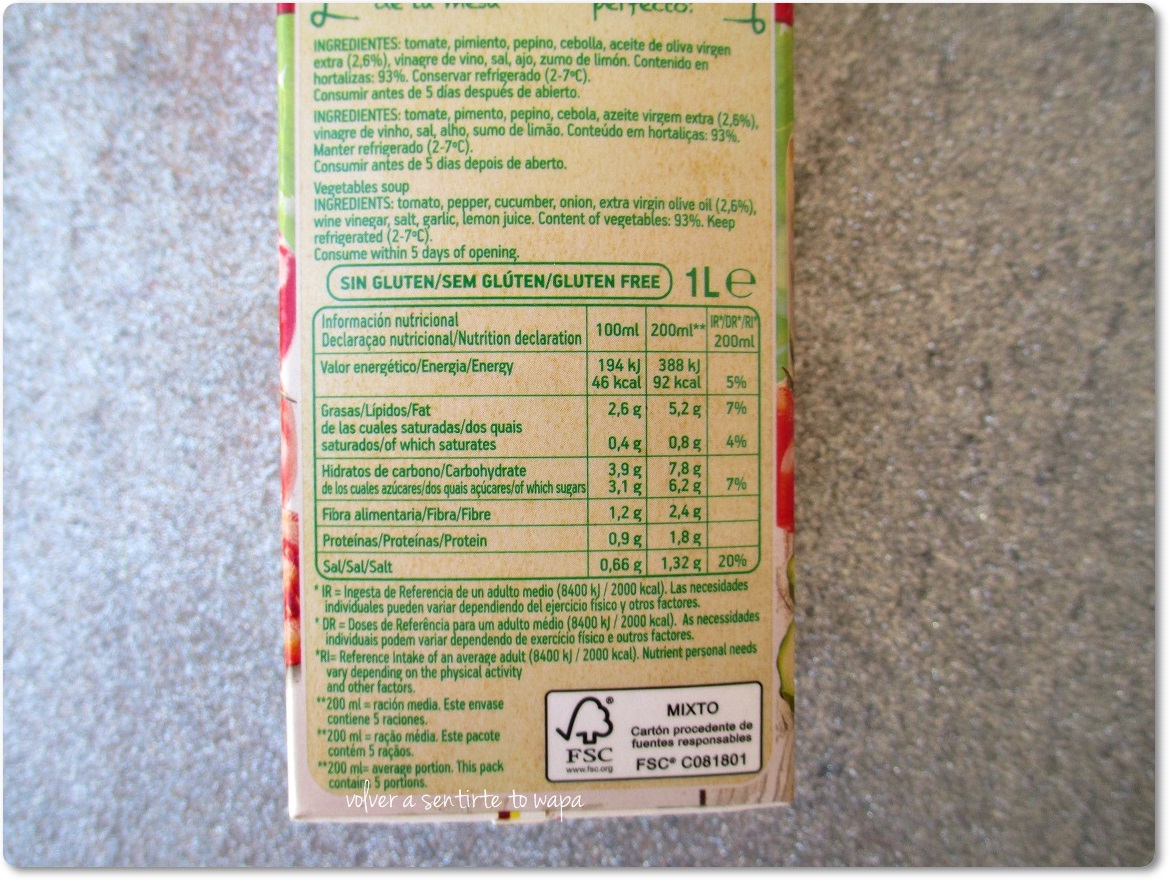 de la mesa perfecto.
INGREDIENTES: tomate, pimiento, pepino, cebolla, aceite de oliva virgen
extra (2,6%), vinagre de vino, sal, ajo, zumo de limón. Contenido en
hortalizas: 93%. Conservar refrigerado (2-7ºC).
Consumir antes de 5 días después de abierto.
INGREDIENTES: tomate, pimento, pepino, cebola, azeite virgem extra (2,6%),
vinagre de vinho, sal, alho, sumo de limão. Conteúdo em hortaliças: 93%.
Manter refrigerado (2-7ºC).
Consumir antes de 5 dias depois de aberto.
Vegetables soup
INGREDIENTS: tomato, pepper, cucumber, onion, extra virgin olive oil (2,6%),
wine vinegar, salt, garlic, lemon juice. Content of vegetables: 93%. Keep
refrigerated (2-7ºC).
Consume within 5 days of opening.
SIN GLUTEN/SEM GLÚTEN/GLUTEN FREE 1L e
Información nutricional
Declaraçao nutricional/Nutrition declaration 100ml 200ml** IR*/DR*/RI* 200ml
Valor energético/Energia/Energy 194 kJ 388 kJ
46 kcal 92 kcal 5%
Grasas/Lípidos/Fat 2,6 g 5,2 g 7%
de las cuales saturadas/dos quais
saturados/of which saturates 0,4 g 0,8 g 4%
Hidratos de carbono/Carbohydrate 3,9 g 7,8 g
de los cuales azúcares/dos quais açúcares/of which sugars 3,1 g 6,2 g 7%
Fibra alimentaria/Fibra/Fibre 1,2 g 2,4 g
Proteínas/Proteínas/Protein 0,9 g 1,8 g
Sal/Sal/Salt 0,66 g 1,32 g 20%
* IR = Ingesta de Referencia de un adulto medio (8400 kJ / 2000 kcal). Las necesidades
individuales pueden variar dependiendo del ejercicio físico y otros factores.
* DR = Doses de Referência para um adulto médio (8400 kJ / 2000 kcal). As necessidades
individuais podem variar dependendo de exercício físico e outros factores.
*RI= Reference Intake of an average adult (8400 kJ / 2000 kcal). Nutrient personal needs
vary depending on the physical activity
and other factors.
**200 ml = ración media. Este envase
contiene 5 raciones.
**200 ml = ração média. Este pacote
contém 5 raçãos.
**200 ml= average portion. This pack
contains 5 portions.
FSC
www.fsc.org
MIXTO
Cartón procedente de
fuentes responsables
FSC® C081801
volver a sentirte to wapa